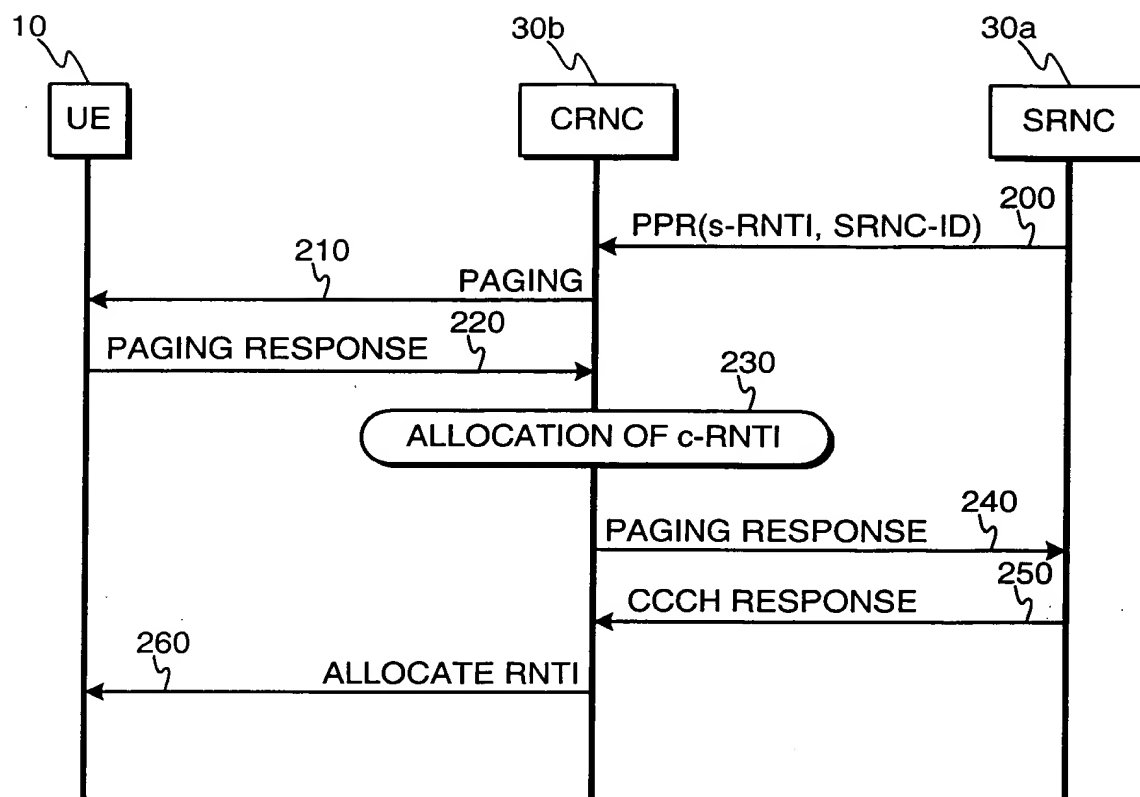 10
30b
30a
UE
CRNC
SRNC
200
PPR(s-RNTI, SRNC-ID)
210
PAGING
220
PAGING RESPONSE
230
ALLOCATION OF c-RNTI
240
PAGING RESPONSE
250
CCCH RESPONSE
260
ALLOCATE RNTI